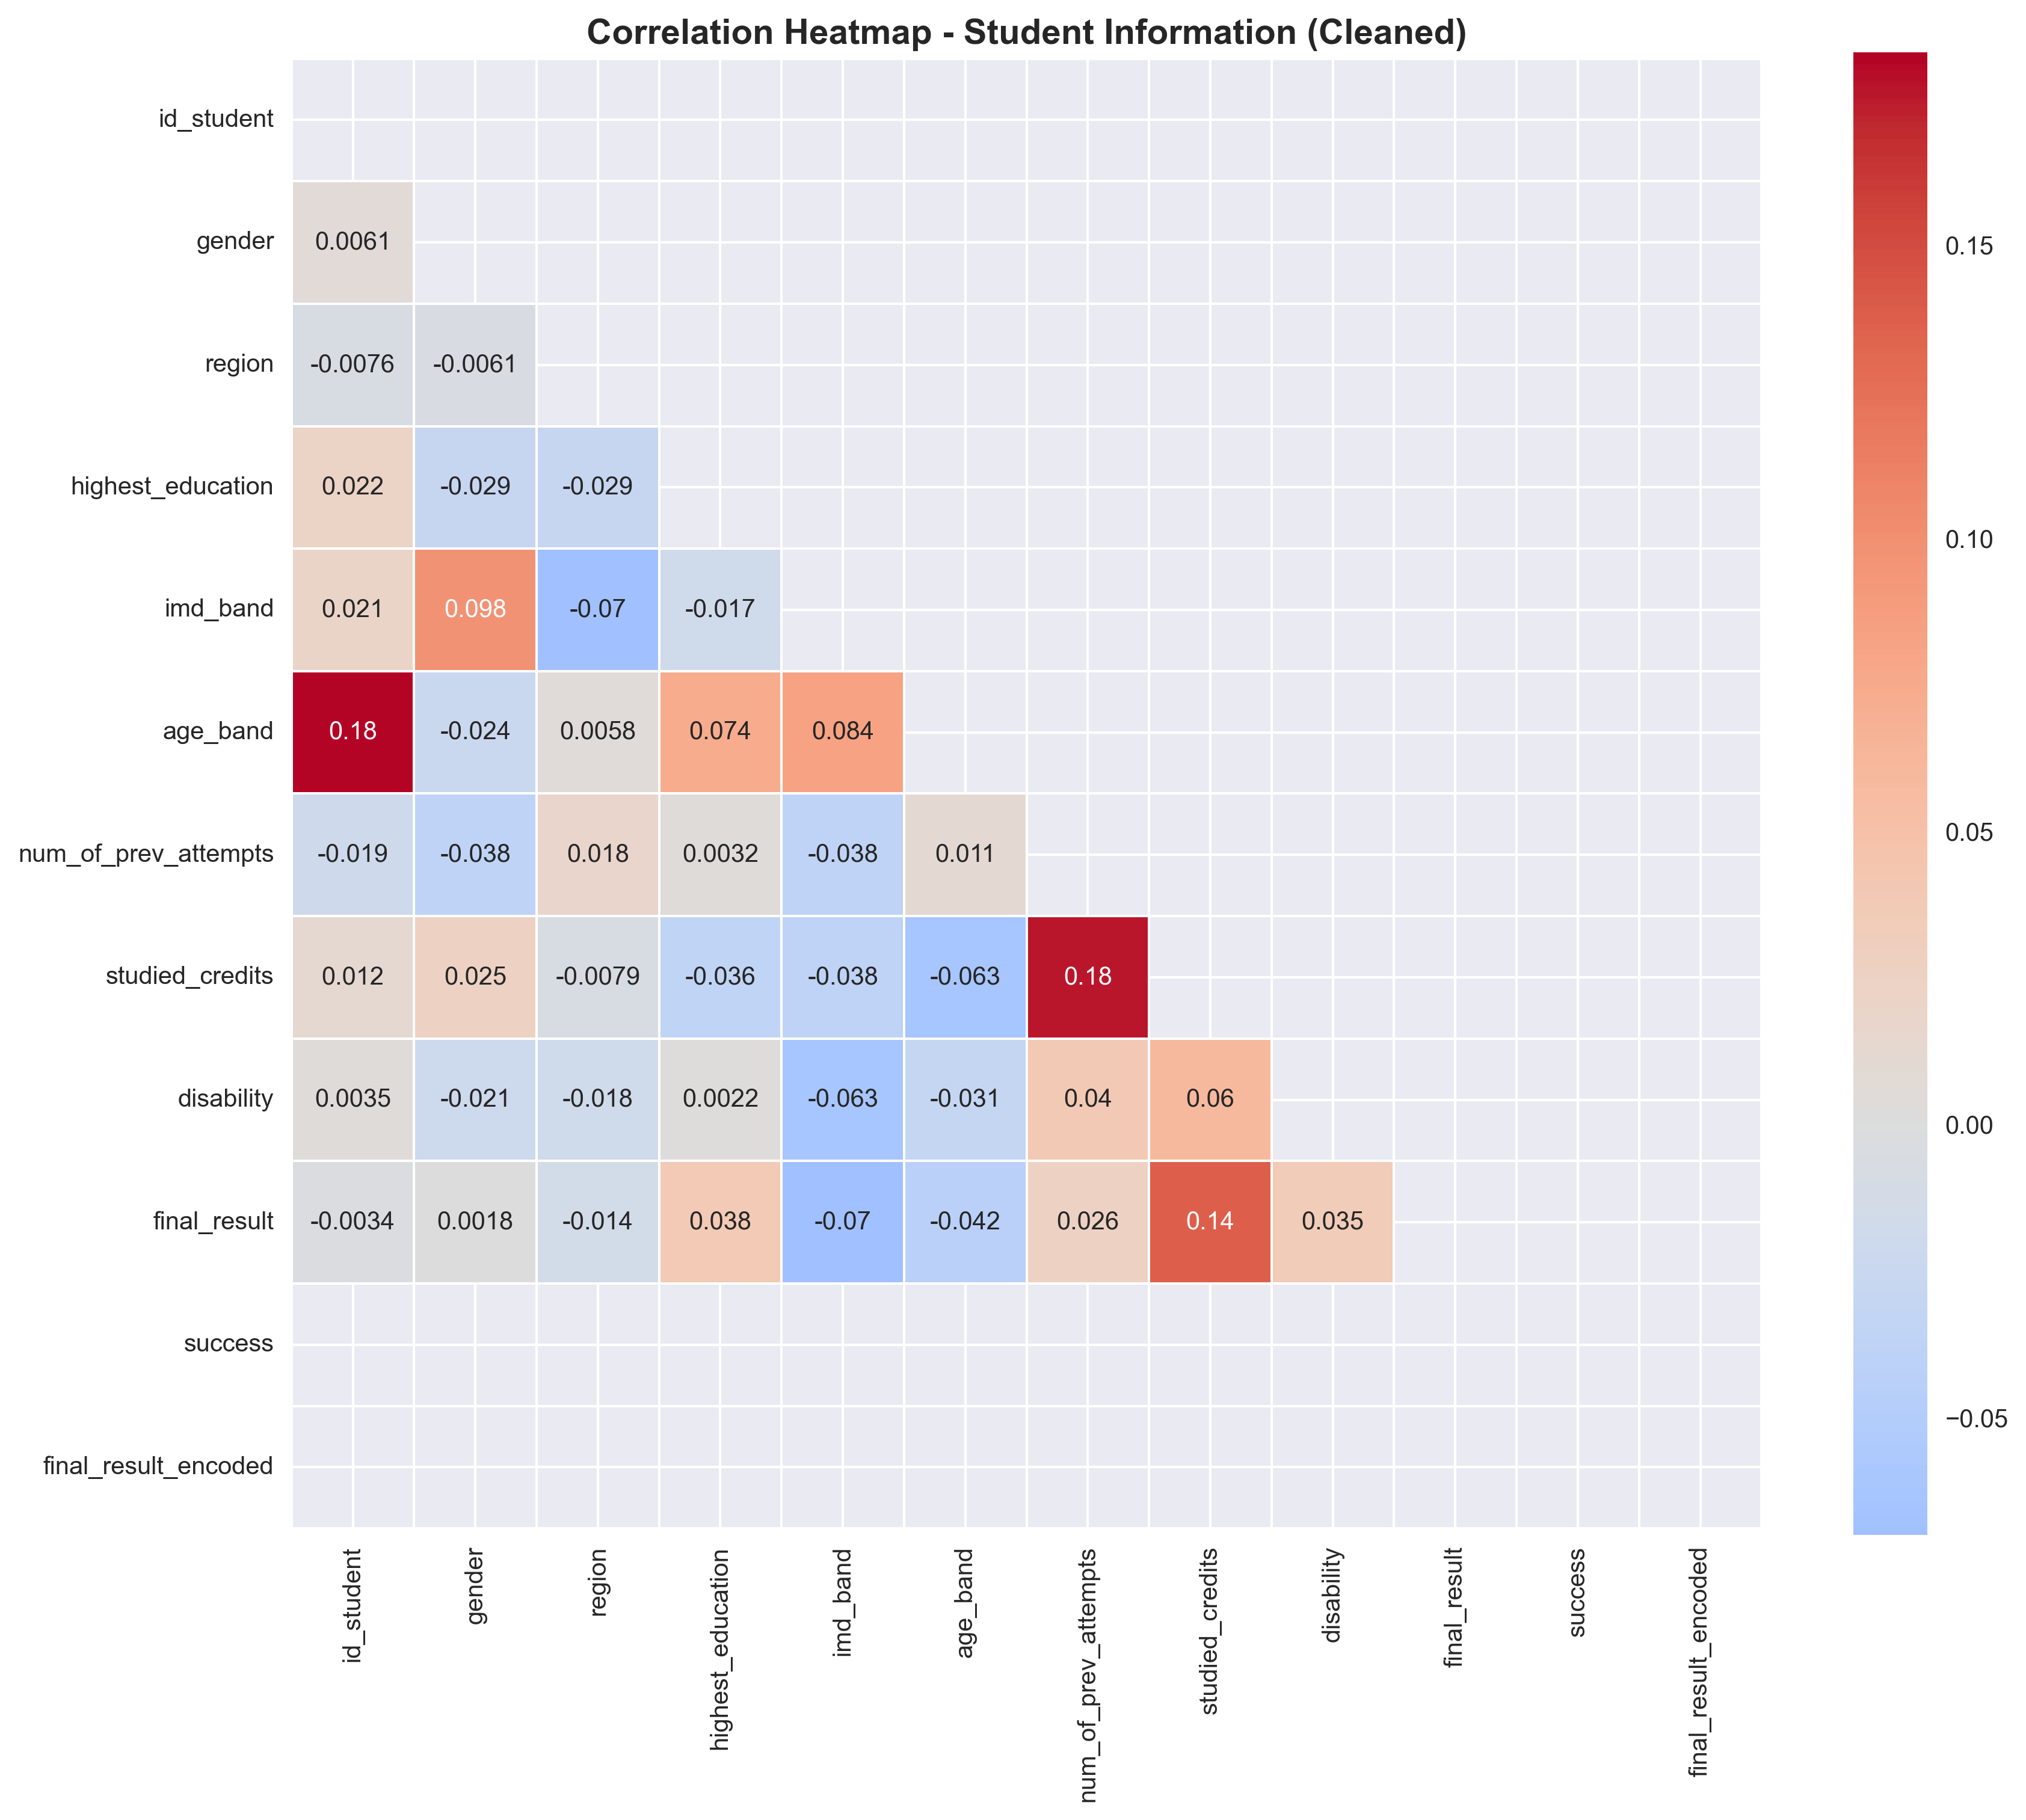 Correlation Heatmap - Student Information (Cleaned)
id_student
gender 0.0061
region -0.0076 -0.0061
highest_education 0.022 -0.029 -0.029
imd_band 0.021 0.098 -0.07 -0.017
age_band 0.18 -0.024 0.0058 0.074 0.084
num_of_prev_attempts -0.019 -0.038 0.018 0.0032 -0.038 0.011
studied_credits 0.012 0.025 -0.0079 -0.036 -0.038 -0.063 0.18
disability 0.0035 -0.021 -0.018 0.0022 -0.063 -0.031 0.04 0.06
final_result -0.0034 0.0018 -0.014 0.038 -0.07 -0.042 0.026 0.14 0.035
success
final_result_encoded
id_student
gender
region
highest_education
imd_band
age_band
num_of_prev_attempts
studied_credits
disability
final_result
success
final_result_encoded
0.15
0.10
0.05
0.00
−0.05